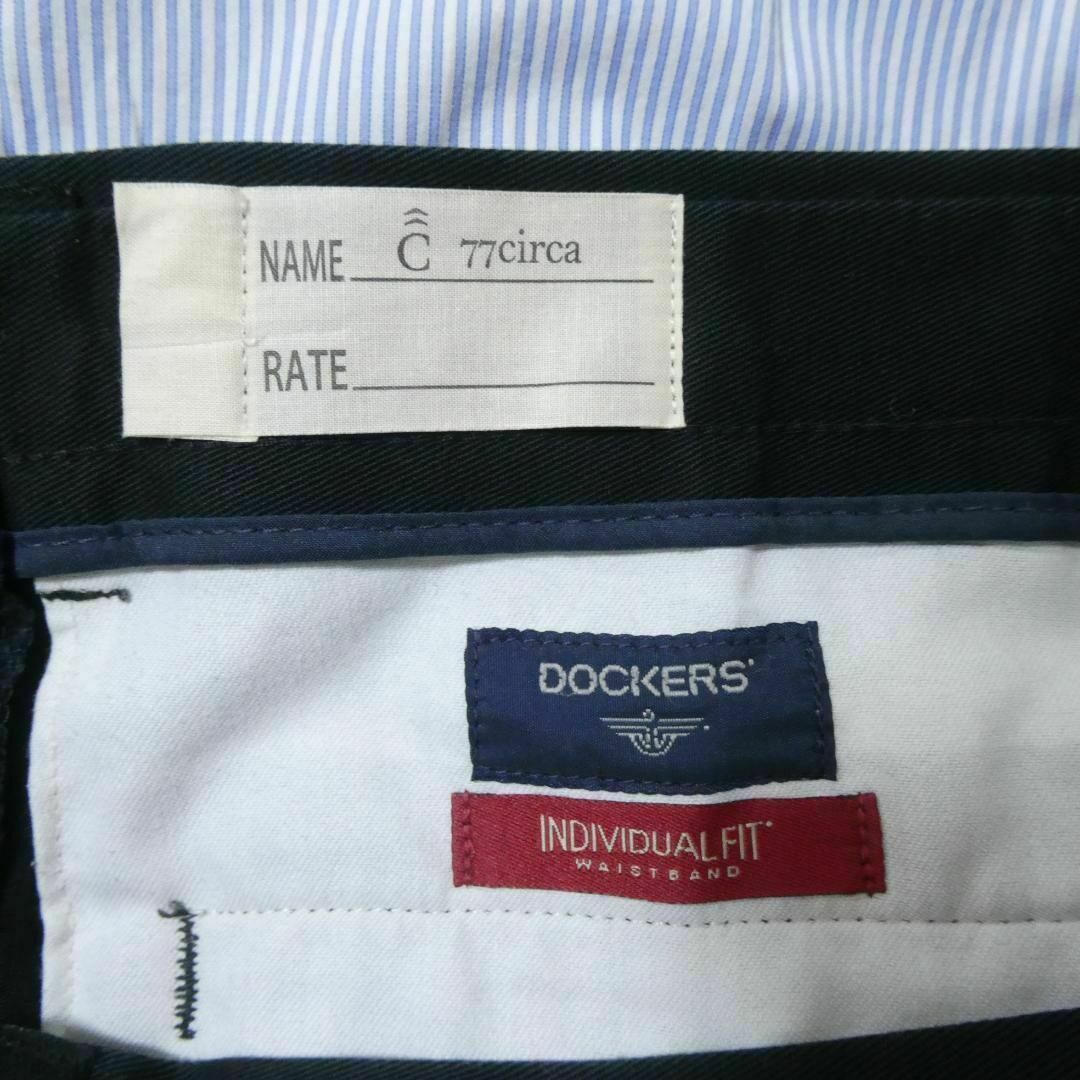 NAME Ĉ 77circa
RATE
DOCKERS
INDIVIDUAL FIT
WAISTBAND